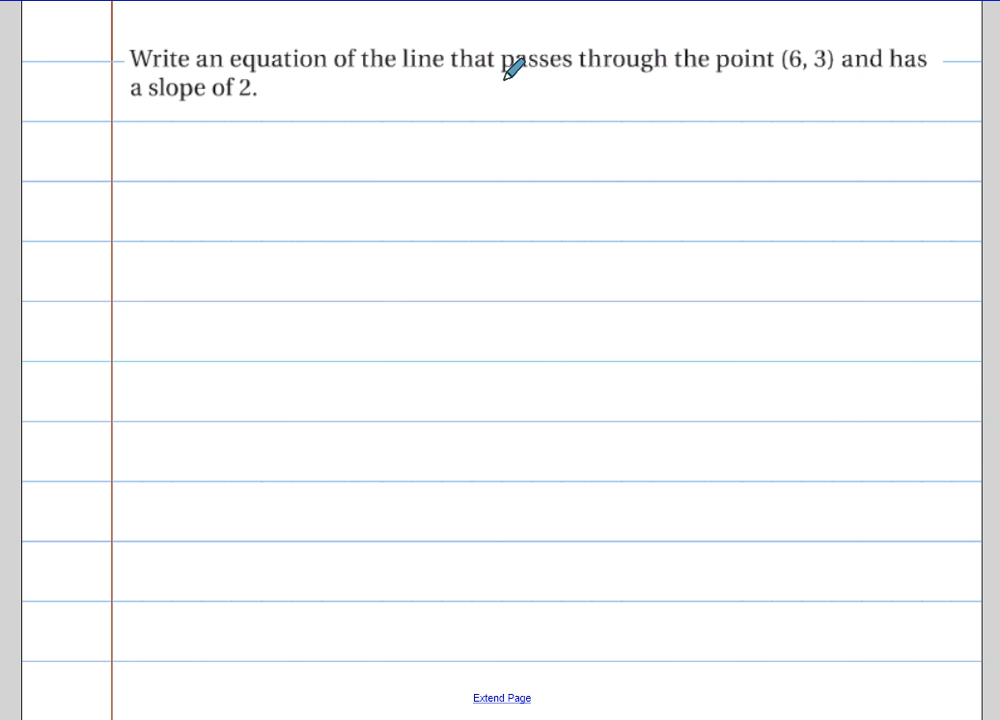 Write an equation of the line that passes through the point (6, 3) and has
a slope of 2.
Extend Page